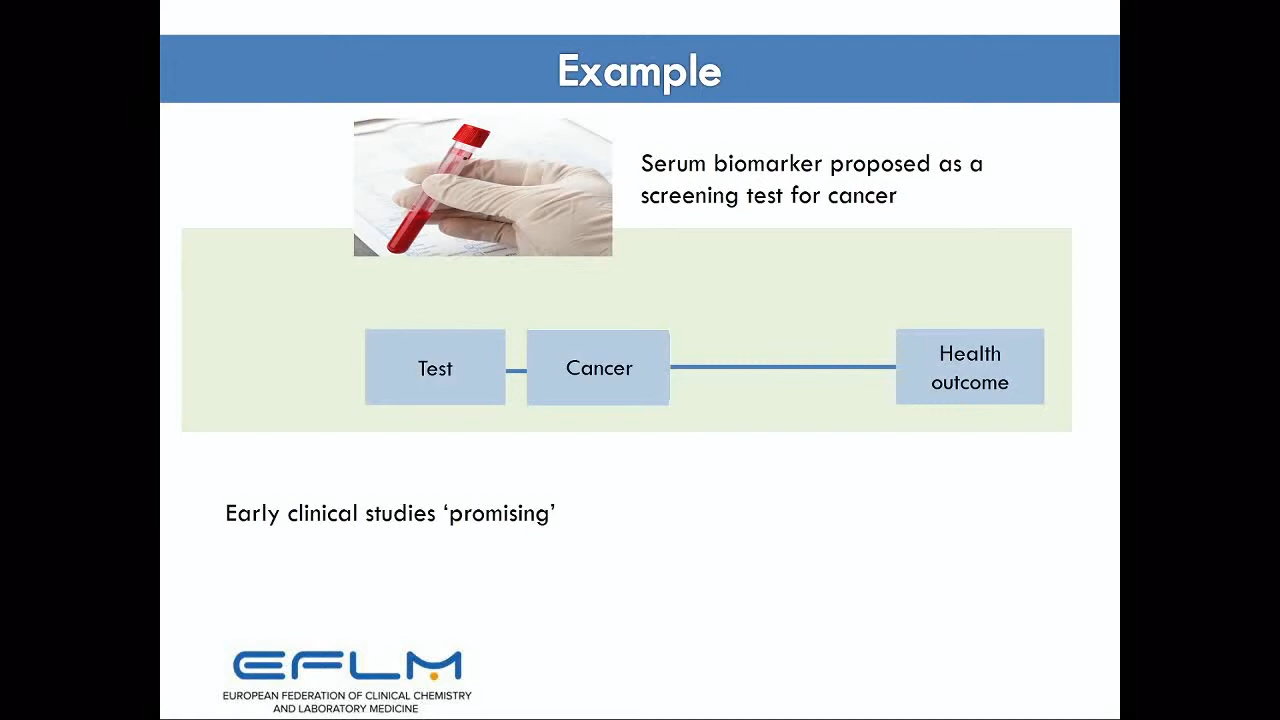 Example
Serum biomarker proposed as a
screening test for cancer
Test
Cancer
Health
outcome
Early clinical studies ‘promising’
EFLM
EUROPEAN FEDERATION OF CLINICAL CHEMISTRY
AND LABORATORY MEDICINE